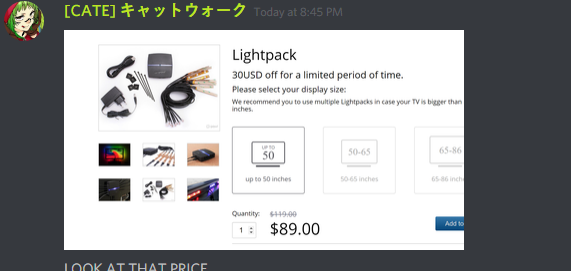 [CATE] キャットウォーク Today at 8:45 PM
Lightpack
30USD off for a limited period of time.
Please select your display size:
We recommend you to use multiple Lightpacks in case your TV is bigger than
inches.
UP TO
50
50-65
65-86
up to 50 inches
50-65 inches
65-86 inch
Quantity:
$119.00
1
$89.00
Add to
LOOK AT THAT PRICE